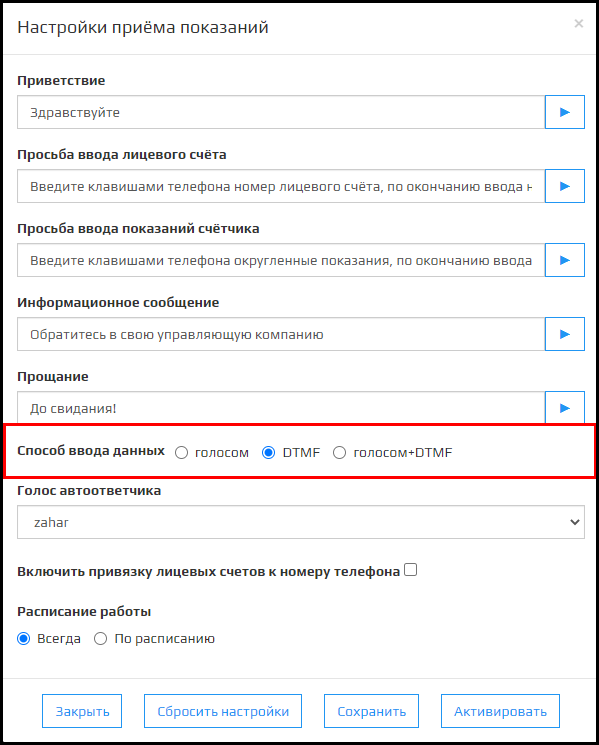 Настройки приёма показаний ×
Приветствие
Здравствуйте
Просьба ввода лицевого счёта
Введите клавишами телефона номер лицевого счёта, по окончанию ввода
Просьба ввода показаний счётчика
Введите клавишами телефона округленные показания, по окончанию ввода
Информационное сообщение
Обратитесь в свою управляющую компанию
Прощание
До свидания!
Способ ввода данных голосом DTMF голосом+DTMF
Голос автоответчика
zahar
Включить привязку лицевых счетов к номеру телефона
Расписание работы
Всегда По расписанию
Закрыть Сбросить настройки Сохранить Активировать